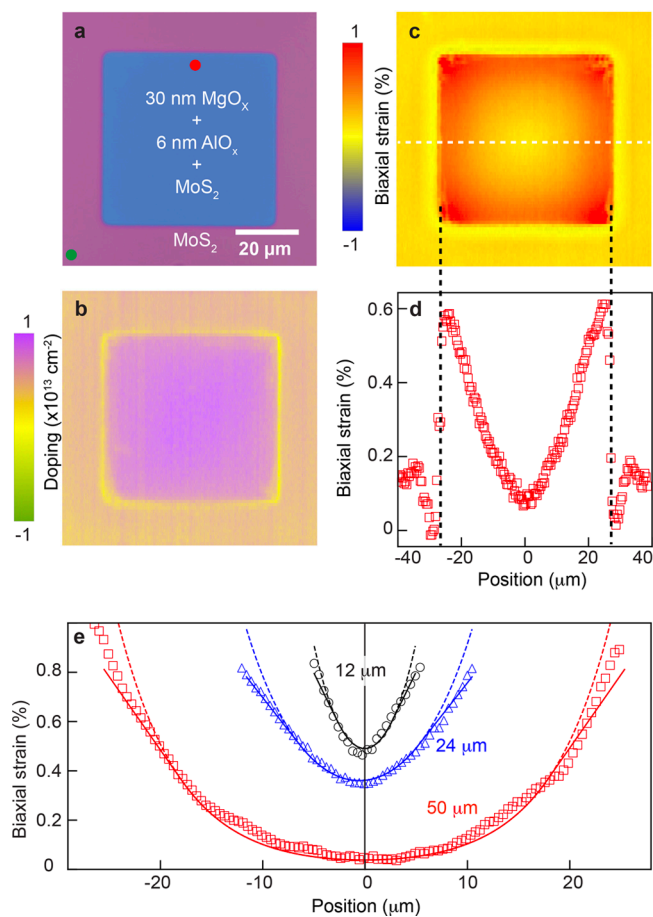 a
30 nm MgOₓ
+
6 nm AlOₓ
+
MoS₂
MoS₂
20 µm
1
Biaxial strain (%)
-1
c
1
Doping (x10¹³ cm⁻²)
-1
b
d
Biaxial strain (%)
0.6
0.4
0.2
0
-40 -20 0 20 40
Position (µm)
e
Biaxial strain (%)
0.8
0.6
0.4
0.2
0
12 µm
24 µm
50 µm
-20 -10 0 10 20
Position (µm)